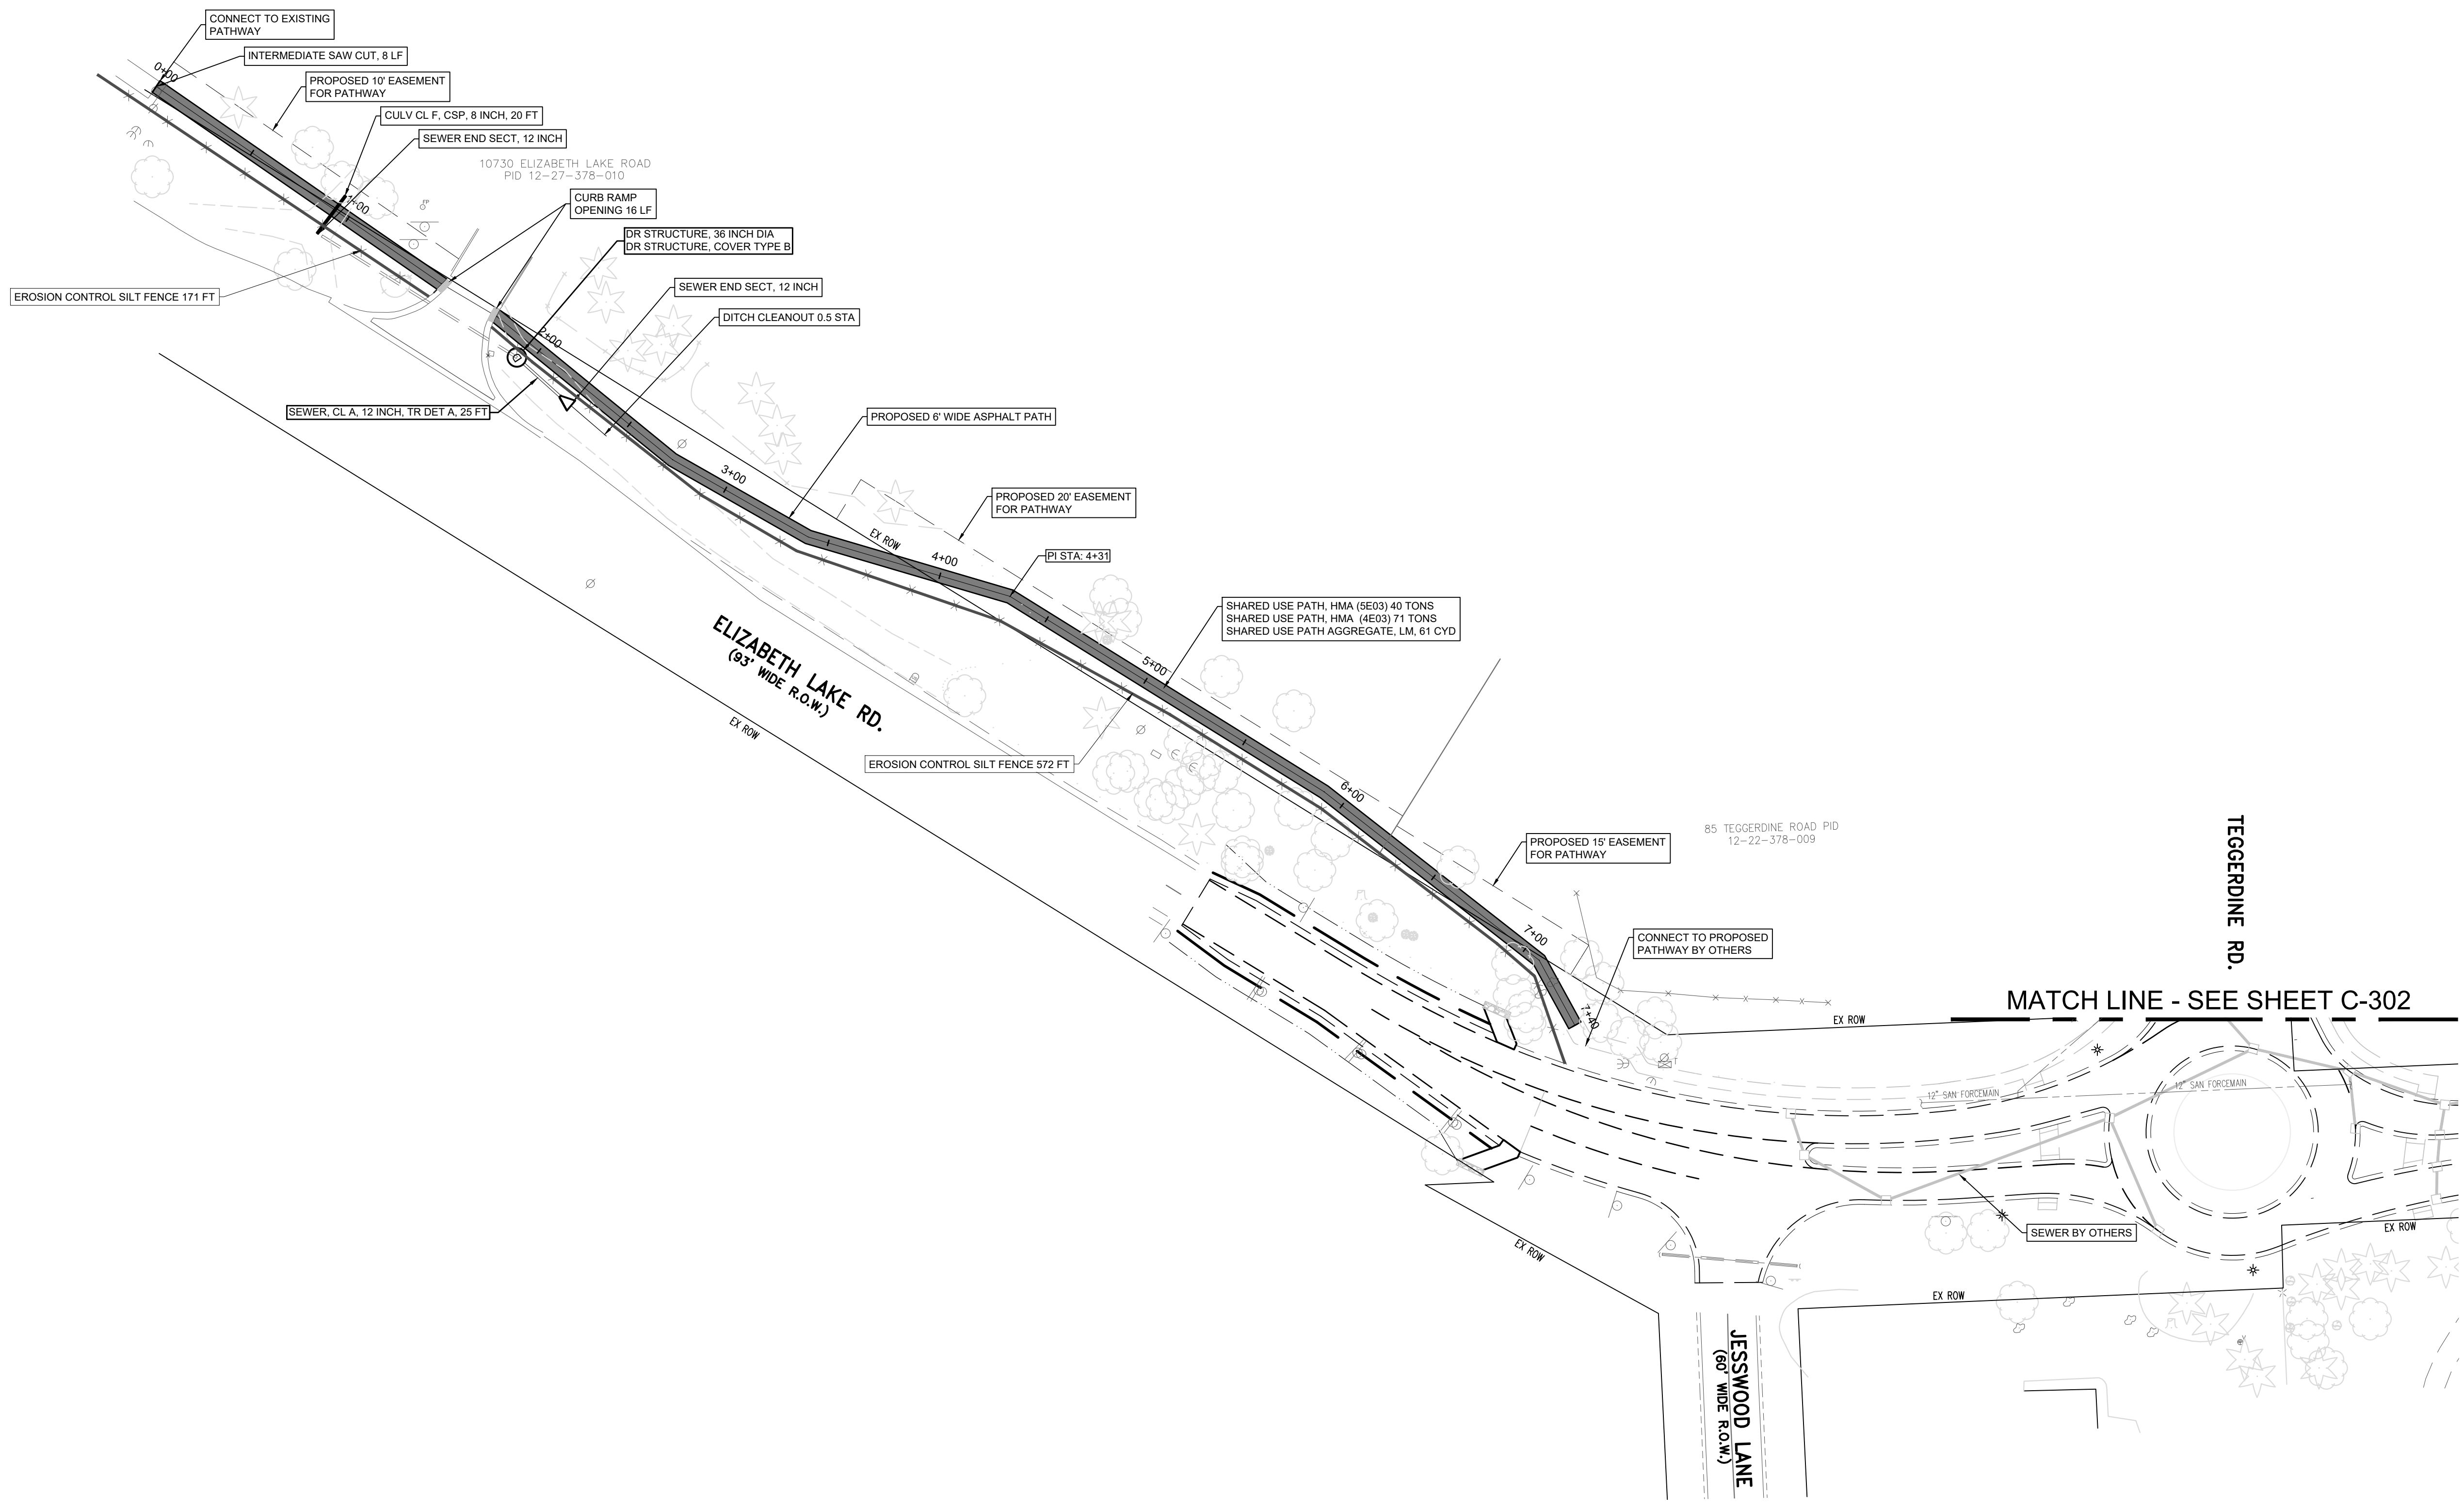 CONNECT TO EXISTING
PATHWAY
INTERMEDIATE SAW CUT, 8 LF
0+00
PROPOSED 10' EASEMENT
FOR PATHWAY
CULV CL F, CSP, 8 INCH, 20 FT
SEWER END SECT, 12 INCH
10730 ELIZABETH LAKE ROAD
PID 12-27-378-010
1+00
FP
CURB RAMP
OPENING 16 LF
DR STRUCTURE, 36 INCH DIA
DR STRUCTURE, COVER TYPE B
EROSION CONTROL SILT FENCE 171 FT
SEWER END SECT, 12 INCH
DITCH CLEANOUT 0.5 STA
2+00
SEWER, CL A, 12 INCH, TR DET A, 25 FT
PROPOSED 6' WIDE ASPHALT PATH
3+00
PROPOSED 20' EASEMENT
FOR PATHWAY
EX ROW
4+00
PI STA: 4+31
SHARED USE PATH, HMA (5E03) 40 TONS
SHARED USE PATH, HMA (4E03) 71 TONS
SHARED USE PATH AGGREGATE, LM, 61 CYD
ELIZABETH LAKE RD.
(93' WIDE R.O.W.)
5+00
EX ROW
EROSION CONTROL SILT FENCE 572 FT
6+00
85 TEGGERDINE ROAD PID
12-22-378-009
PROPOSED 15' EASEMENT
FOR PATHWAY
TEGGERDINE RD.
7+00
CONNECT TO PROPOSED
PATHWAY BY OTHERS
MATCH LINE - SEE SHEET C-302
7+40
EX ROW
T
12" SAN FORCEMAIN
12" SAN FORCEMAIN
SEWER BY OTHERS
EX ROW
EX ROW
EX ROW
JESSWOOD LANE
(60' WIDE R.O.W.)